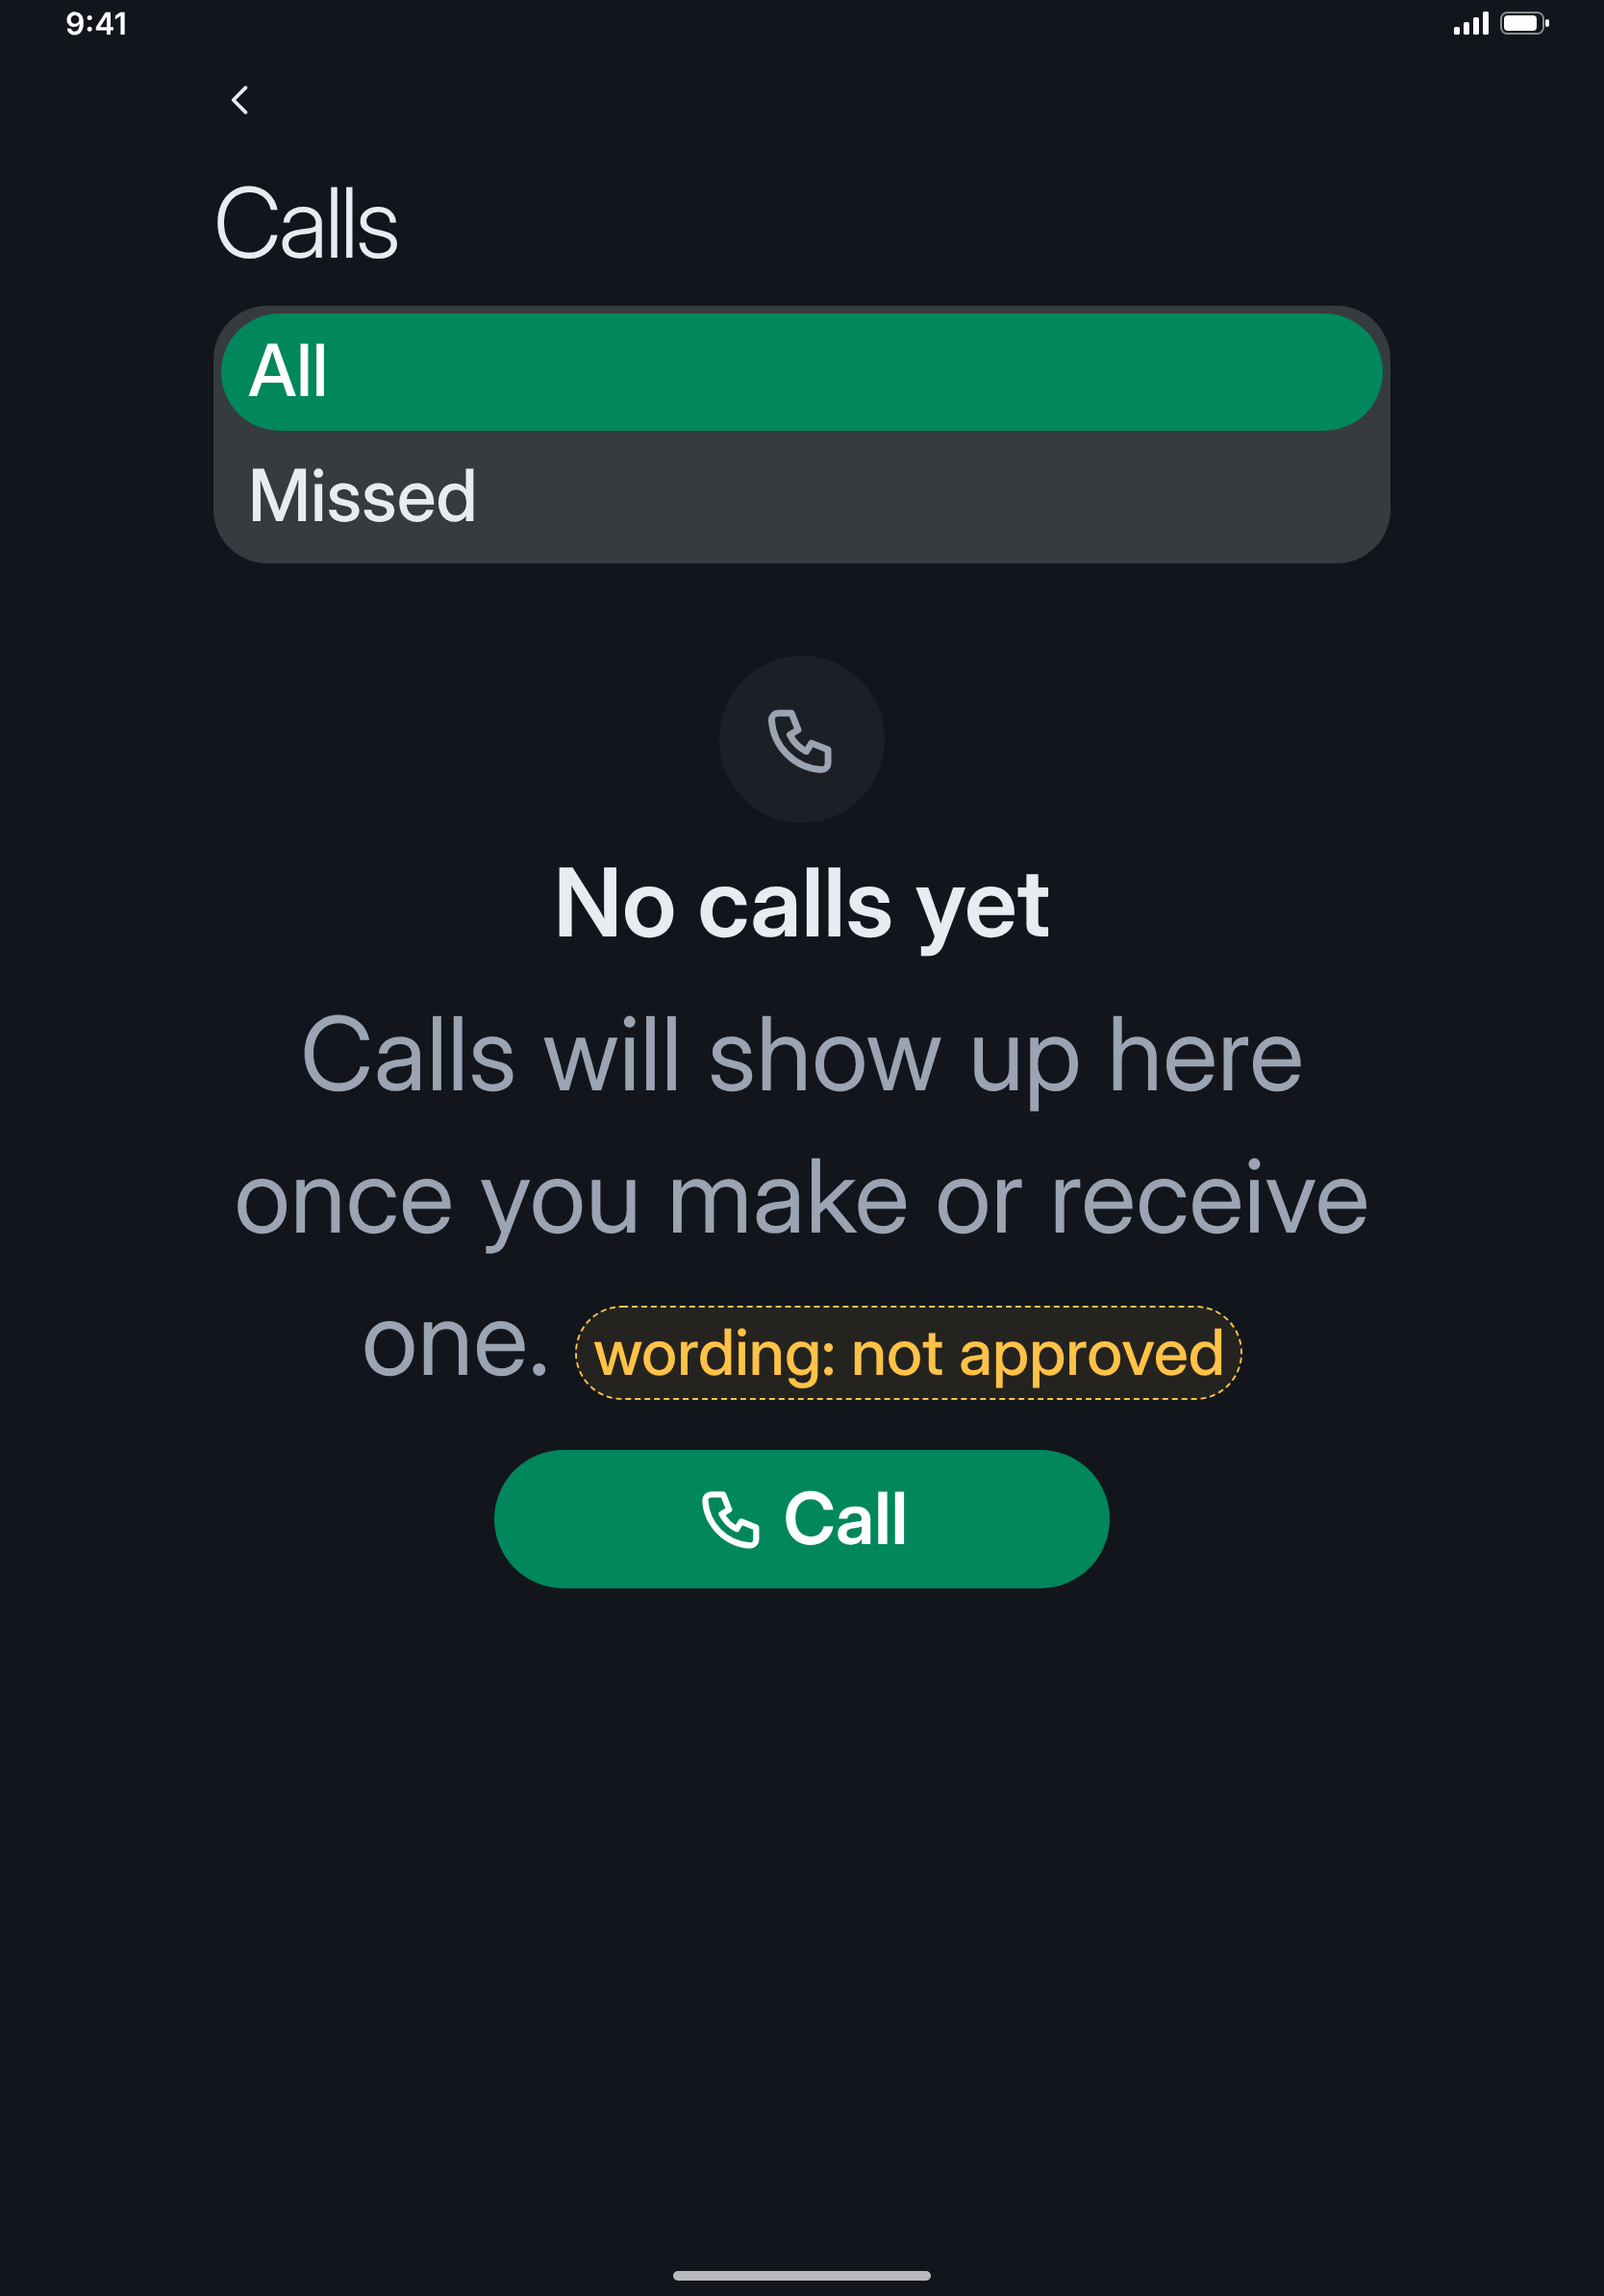 9:41
Calls
All
Missed
No calls yet
Calls will show up here
once you make or receive
one. wording: not approved
Call